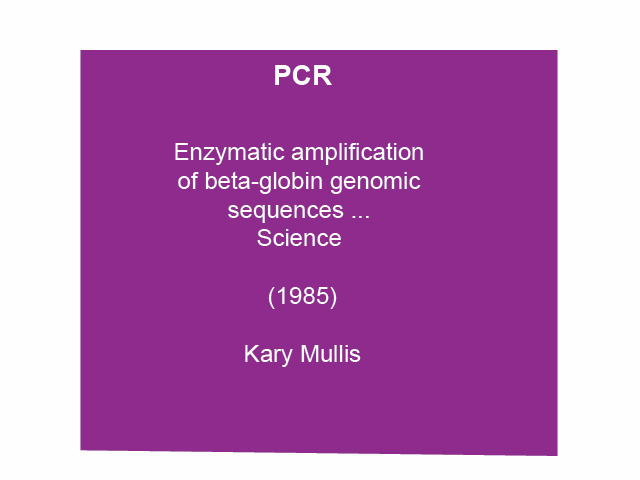 PCR
Enzymatic amplification
of beta-globin genomic
sequences ...
Science
(1985)
Kary Mullis